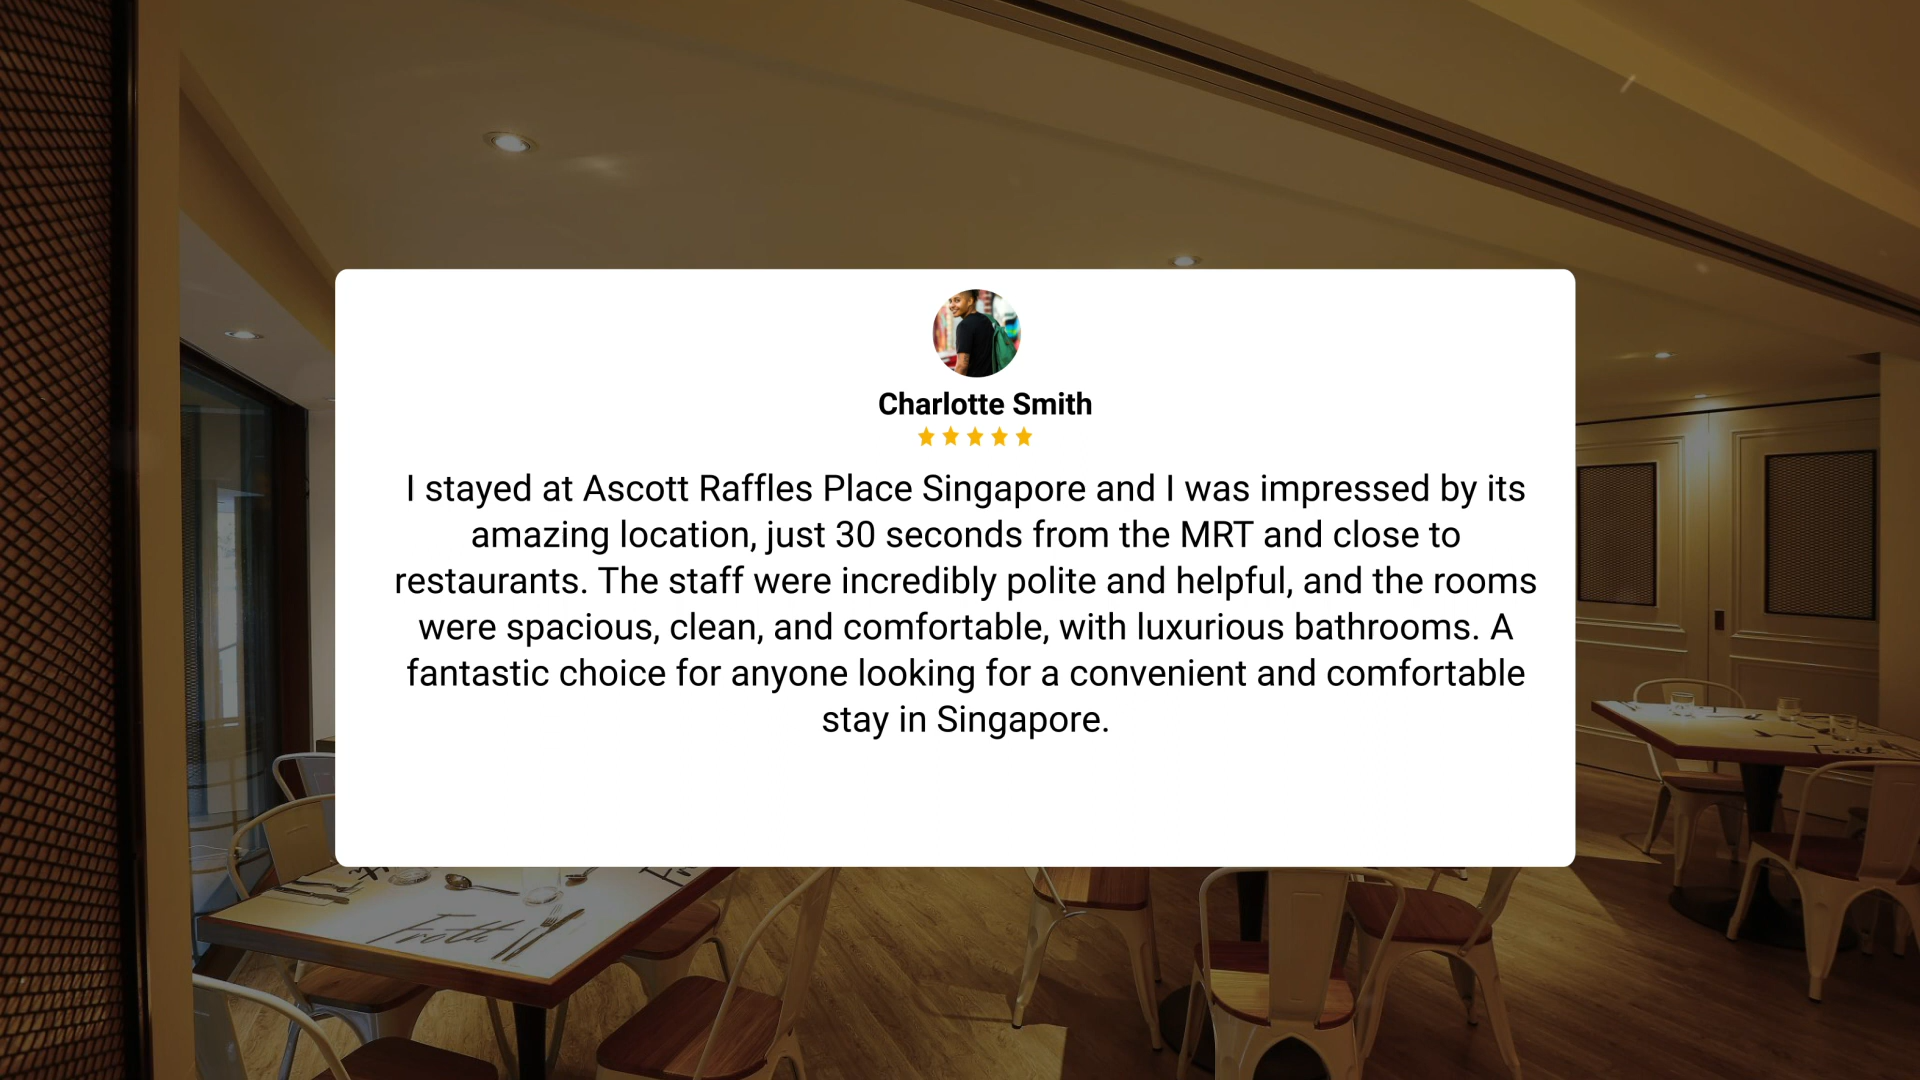 Charlotte Smith
I stayed at Ascott Raffles Place Singapore and I was impressed by its
amazing location, just 30 seconds from the MRT and close to
restaurants. The staff were incredibly polite and helpful, and the rooms
were spacious, clean, and comfortable, with luxurious bathrooms. A
fantastic choice for anyone looking for a convenient and comfortable
stay in Singapore.